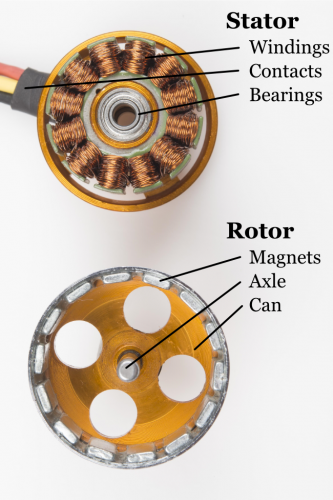 Stator
Windings
Contacts
Bearings
Rotor
Magnets
Axle
Can